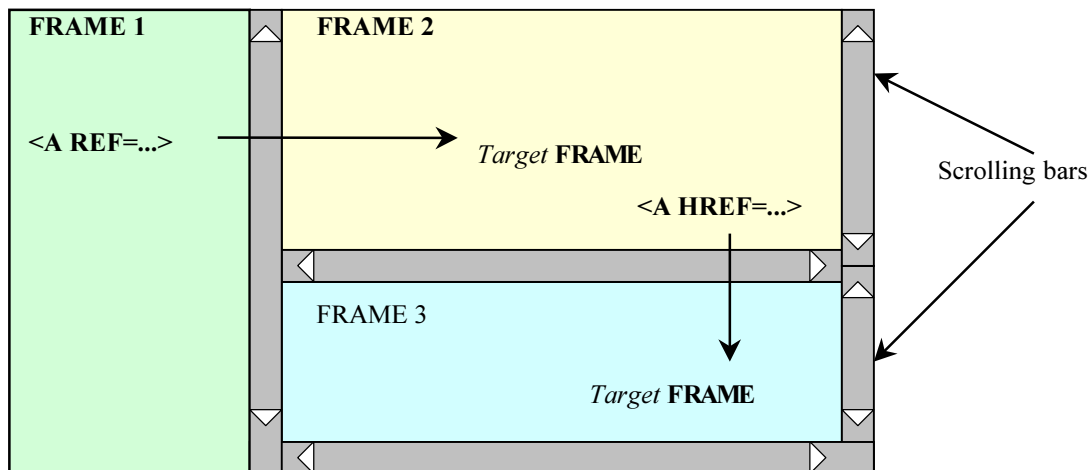 FRAME 1
FRAME 2
<A REF=...>
Target FRAME
Scrolling bars
<A HREF=...>
FRAME 3
Target FRAME